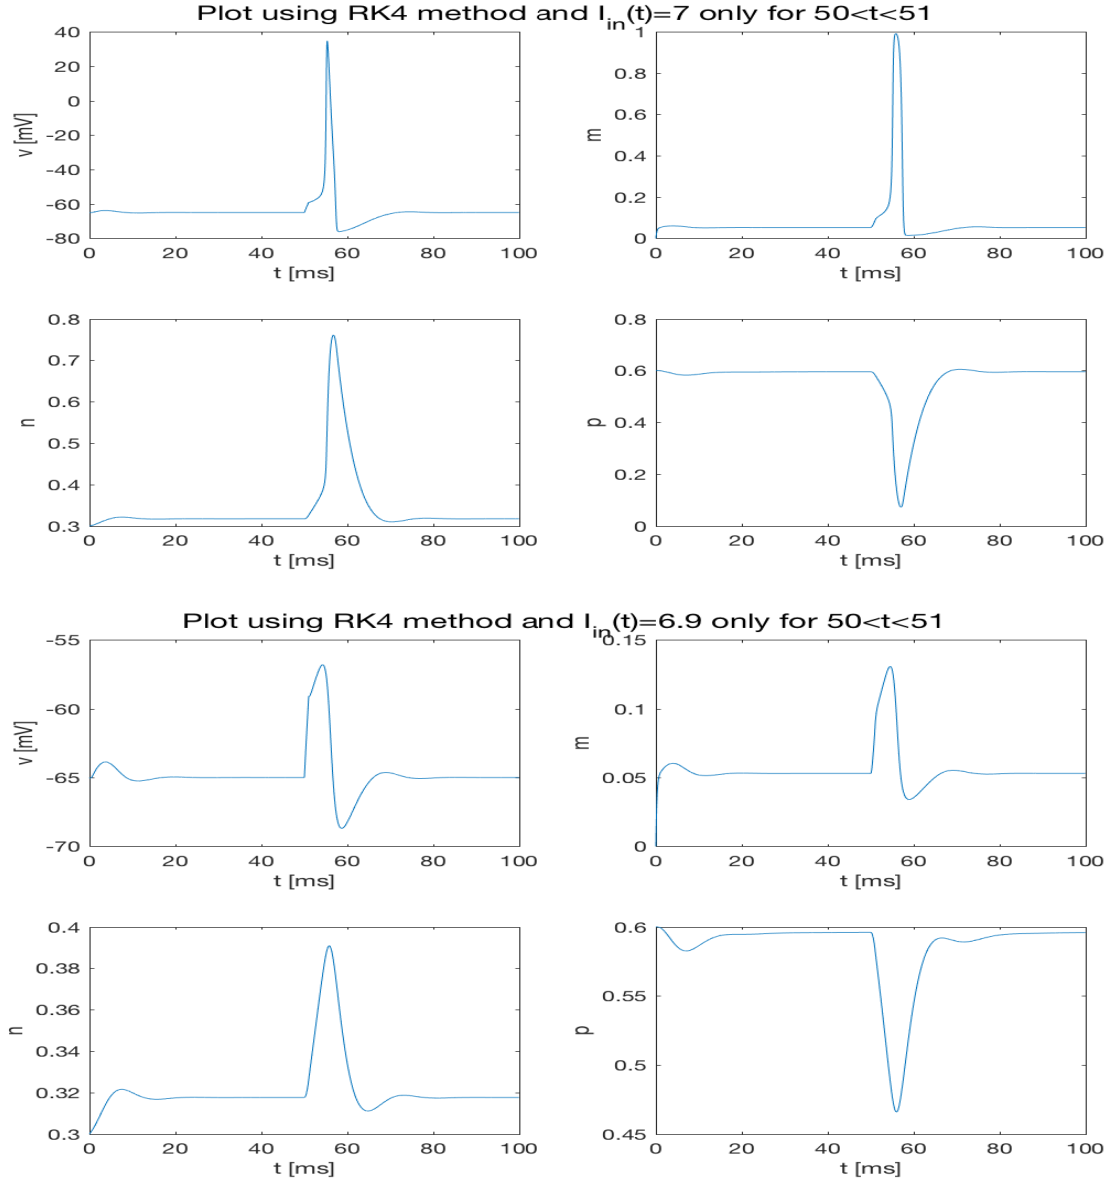 Plot using RK4 method and I_in(t)=7 only for 50<t<51
40
20
0
-20
-40
-60
-80
v [mV]
0 20 40 60 80 100
t [ms]
1
0.8
0.6
0.4
0.2
0
m
0 20 40 60 80 100
t [ms]
0.8
0.7
0.6
0.5
0.4
0.3
n
0 20 40 60 80 100
t [ms]
0.8
0.6
0.4
0.2
0
p
0 20 40 60 80 100
t [ms]
Plot using RK4 method and I_in(t)=6.9 only for 50<t<51
-55
-60
-65
-70
v [mV]
0 20 40 60 80 100
t [ms]
0.15
0.1
0.05
0
m
0 20 40 60 80 100
t [ms]
0.4
0.38
0.36
0.34
0.32
0.3
n
0 20 40 60 80 100
t [ms]
0.6
0.55
0.5
0.45
p
0 20 40 60 80 100
t [ms]